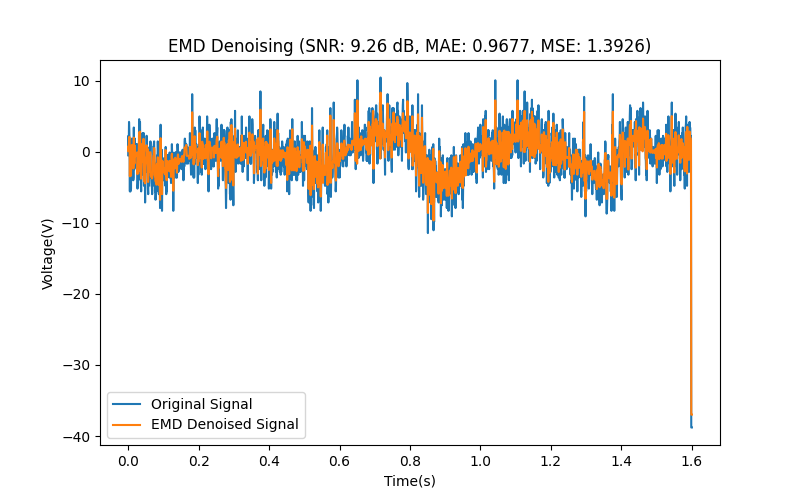 EMD Denoising (SNR: 9.26 dB, MAE: 0.9677, MSE: 1.3926)
10
0
−10
−20
−30
−40
Voltage(V)
Original Signal
EMD Denoised Signal
0.0 0.2 0.4 0.6 0.8 1.0 1.2 1.4 1.6
Time(s)